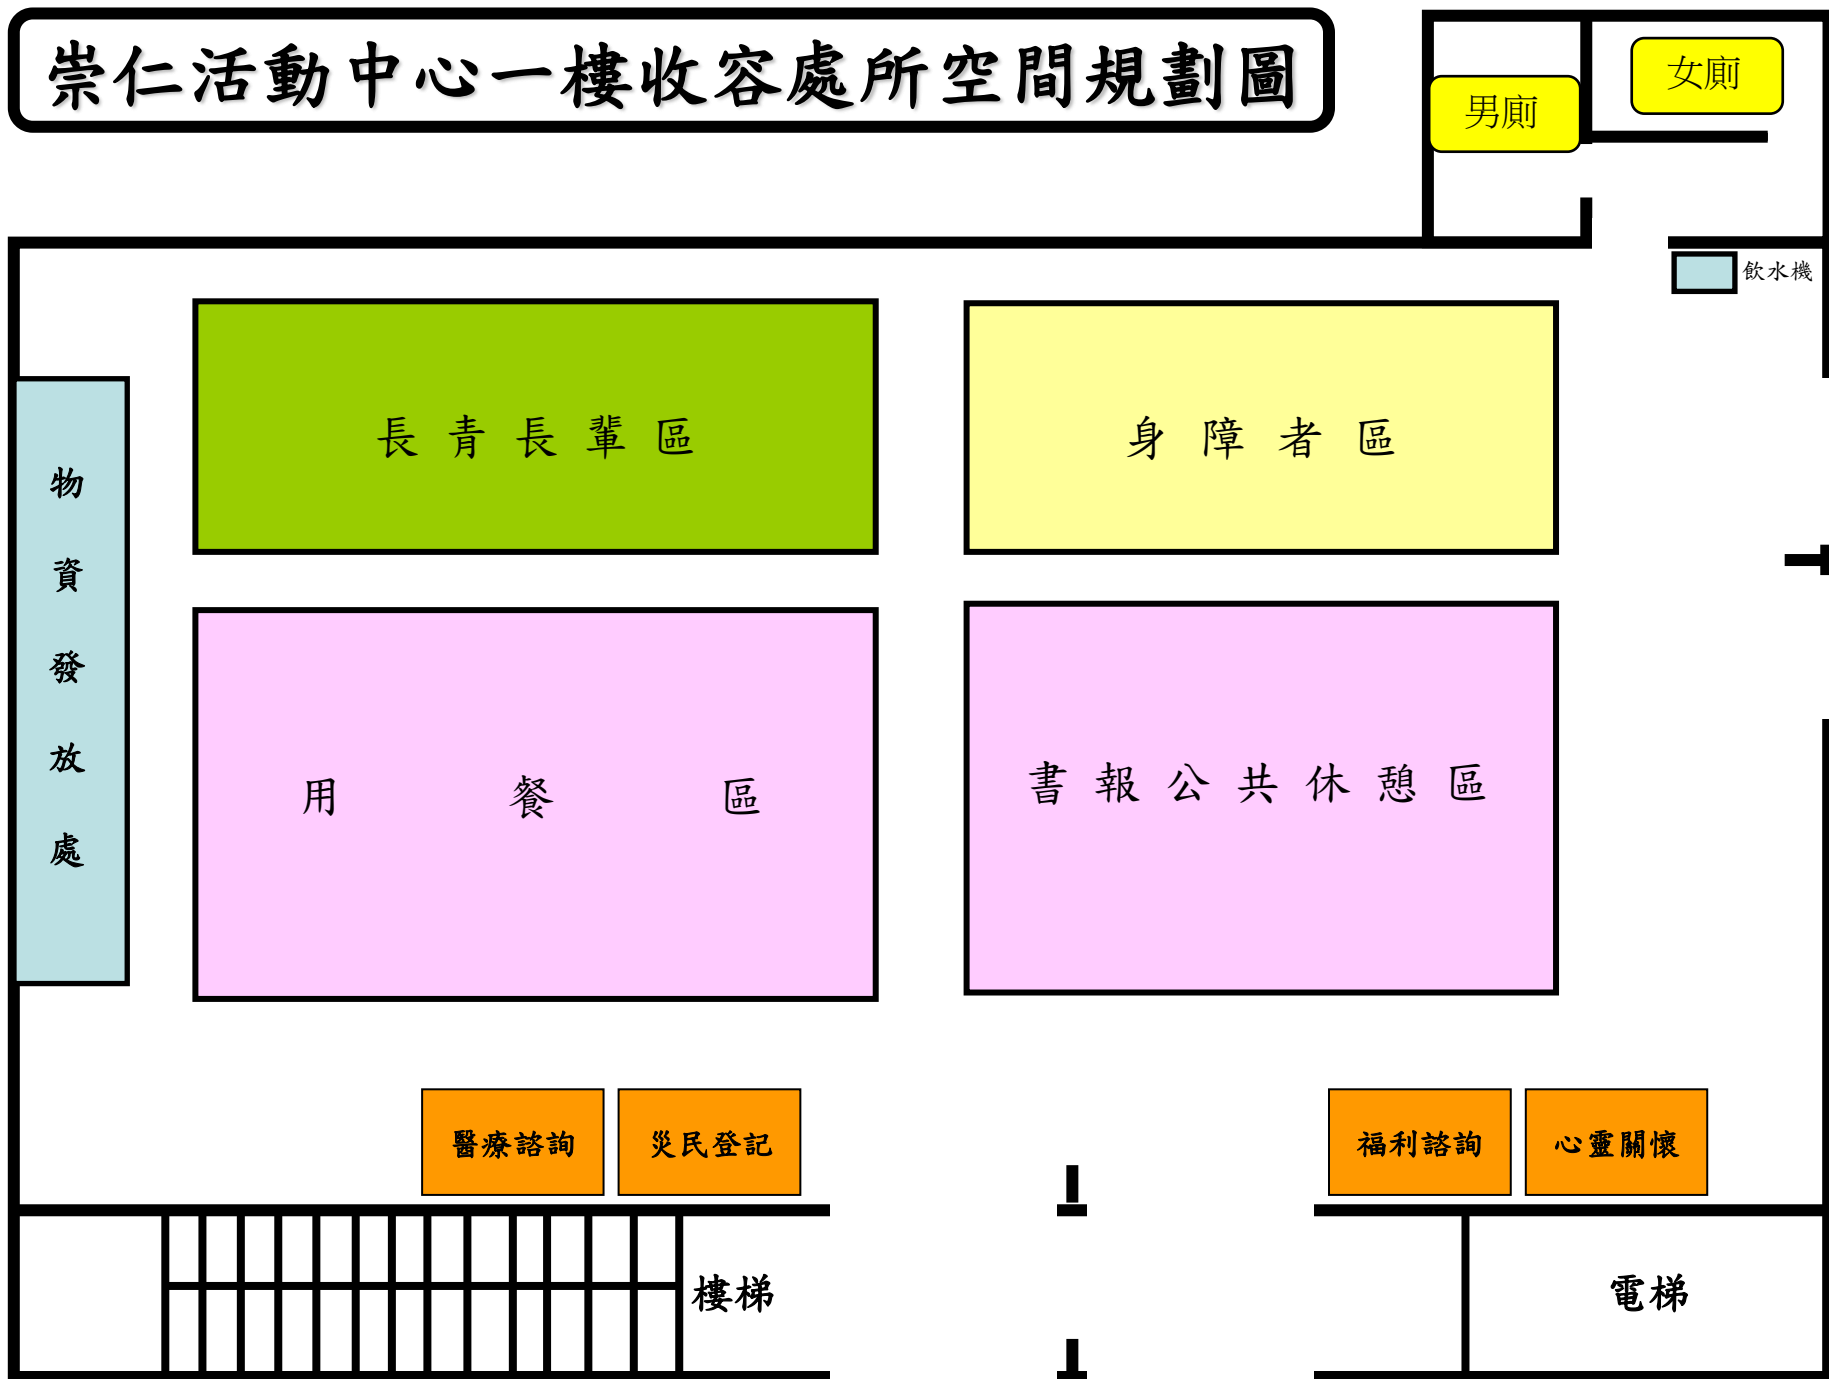 崇仁活動中心一樓收容處所空間規劃圖
女廁
男廁
飲水機
長青長輩區
身障者區
物資發放處
用餐區
書報公共休憩區
醫療諮詢
災民登記
福利諮詢
心靈關懷
樓梯
電梯